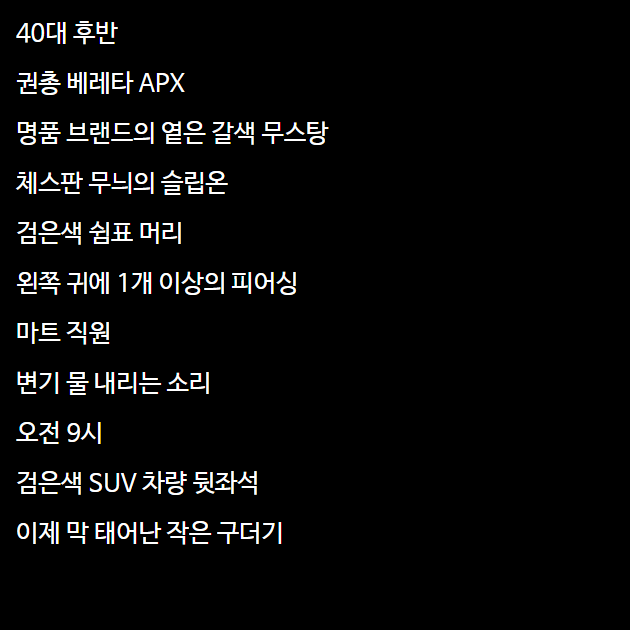 40대 후반
권총 베레타 APX
명품 브랜드의 옅은 갈색 무스탕
체스판 무늬의 슬립온
검은색 쉼표 머리
왼쪽 귀에 1개 이상의 피어싱
마트 직원
변기 물 내리는 소리
오전 9시
검은색 SUV 차량 뒷좌석
이제 막 태어난 작은 구더기